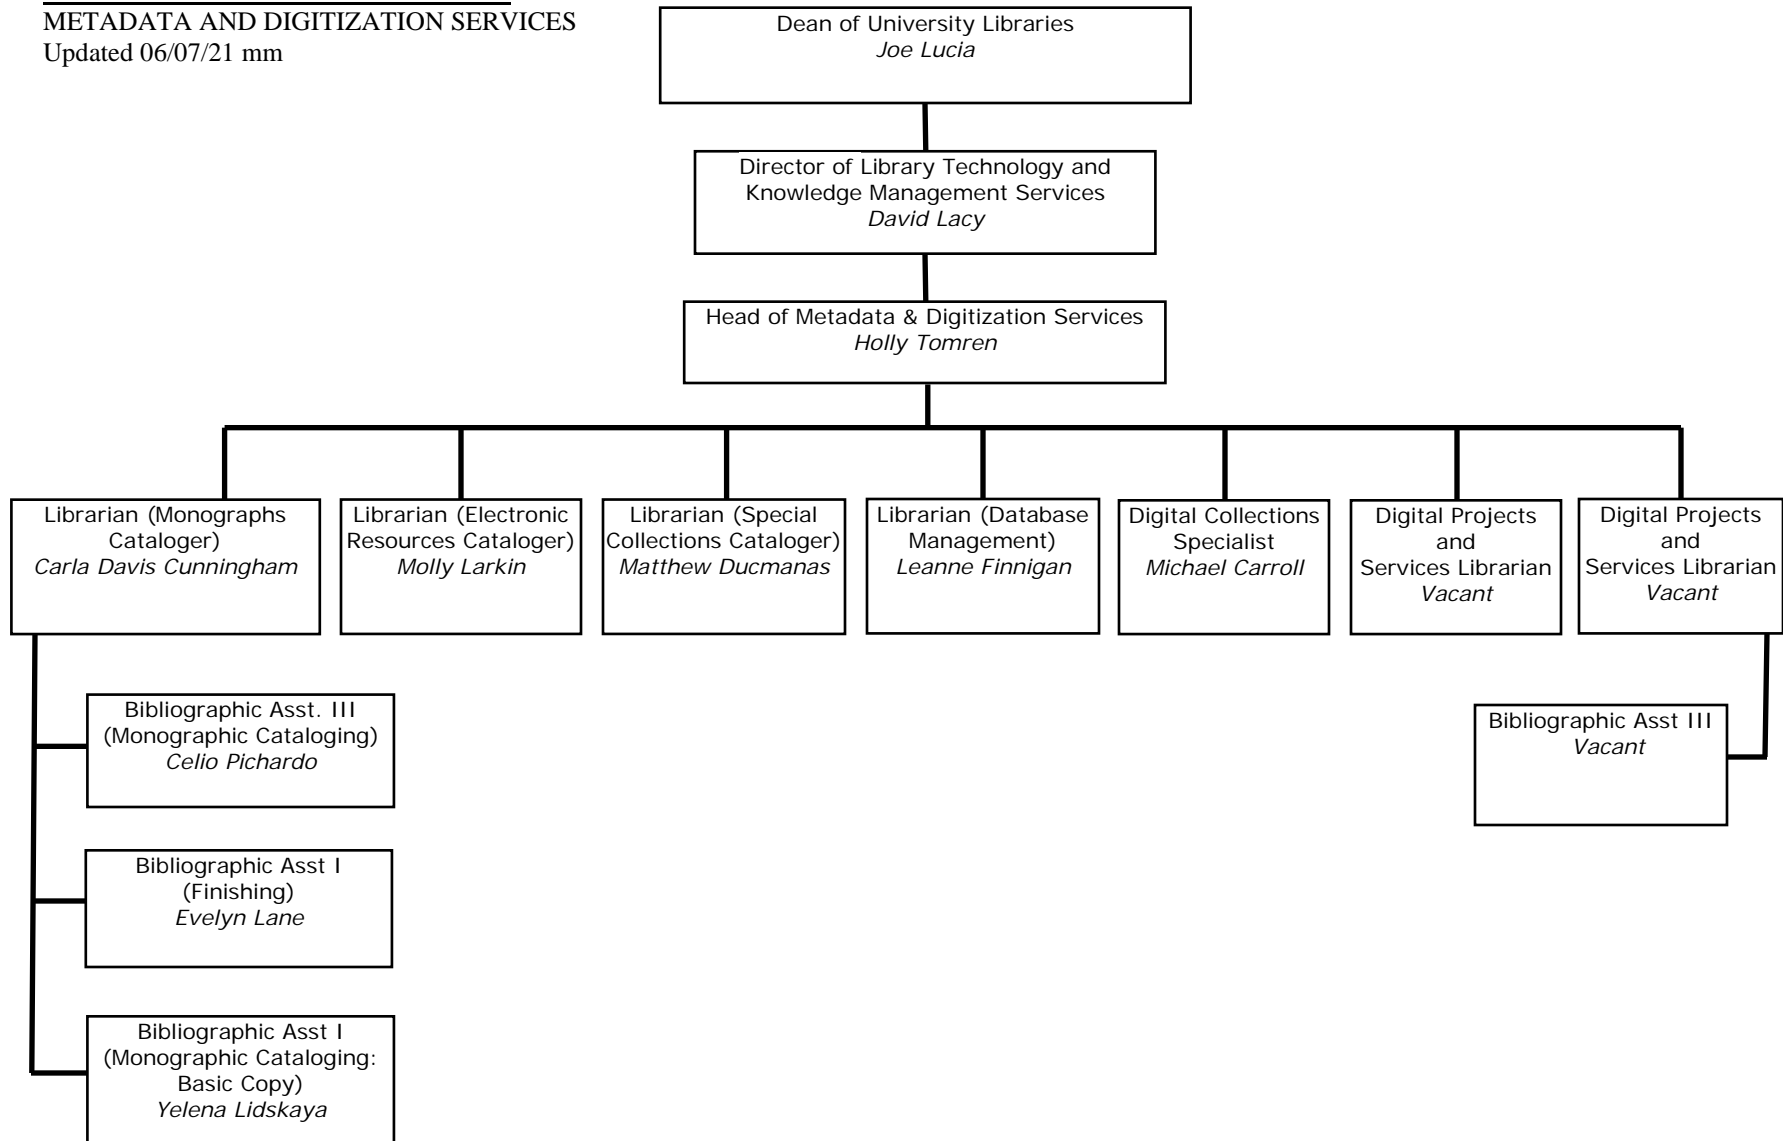 METADATA AND DIGITIZATION SERVICES
Updated 06/07/21 mm
Dean of University Libraries
Joe Lucia
Director of Library Technology and
Knowledge Management Services
David Lacy
Head of Metadata & Digitization Services
Holly Tomren
Librarian (Monographs
Cataloger)
Carla Davis Cunningham
Librarian (Electronic
Resources Cataloger)
Molly Larkin
Librarian (Special
Collections Cataloger)
Matthew Ducmanas
Librarian (Database
Management)
Leanne Finnigan
Digital Collections
Specialist
Michael Carroll
Digital Projects
and
Services Librarian
Vacant
Digital Projects
and
Services Librarian
Vacant
Bibliographic Asst. III
(Monographic Cataloging)
Celio Pichardo
Bibliographic Asst III
Vacant
Bibliographic Asst I
(Finishing)
Evelyn Lane
Bibliographic Asst I
(Monographic Cataloging:
Basic Copy)
Yelena Lidskaya